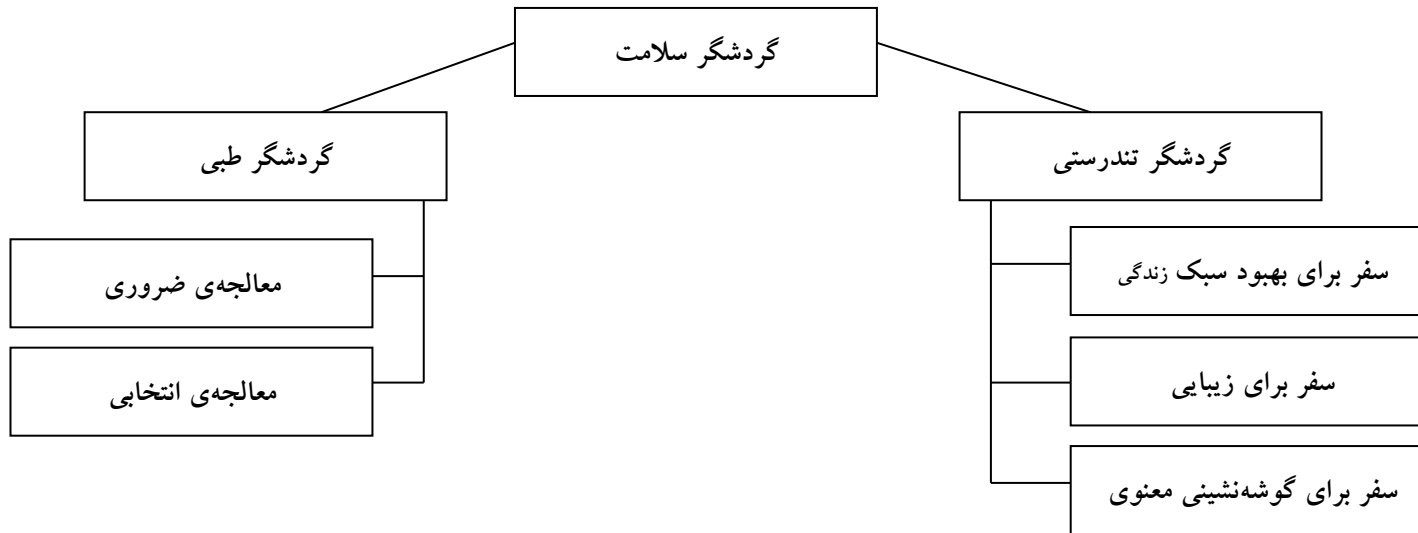 گردشگر سلامت
گردشگر تندرستی
سفر برای بهبود سبک زندگی
سفر برای زیبایی
سفر برای گوشه‌نشینی معنوی
گردشگر طبی
معالجه‌ی ضروری
معالجه‌ی انتخابی